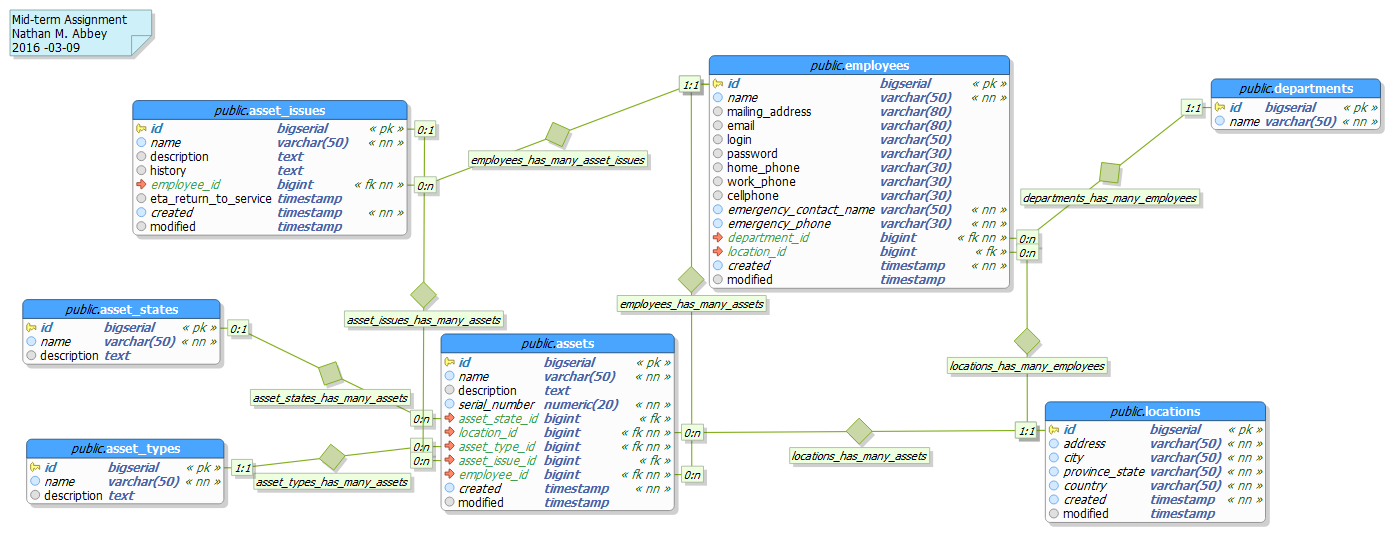 Mid-term Assignment
Nathan M. Abbey
2016 -03-09
public.asset_issues
id bigserial « pk »
name varchar(50) « nn »
description text
history text
employee_id bigint « fk nn »
eta_return_to_service timestamp
created timestamp « nn »
modified timestamp
0:1
0:n
employees_has_many_asset_issues
1:1
public.employees
id bigserial « pk »
name varchar(50) « nn »
mailing_address varchar(80)
email varchar(80)
login varchar(50)
password varchar(30)
home_phone varchar(30)
work_phone varchar(30)
cellphone varchar(30)
emergency_contact_name varchar(50) « nn »
emergency_phone varchar(30) « nn »
department_id bigint « fk nn »
location_id bigint « fk »
created timestamp « nn »
modified timestamp
0:n
0:n
departments_has_many_employees
1:1
public.departments
id bigserial « pk »
name varchar(50) « nn »
public.asset_states
id bigserial « pk »
name varchar(50) « nn »
description text
0:1
asset_states_has_many_assets
asset_issues_has_many_assets
employees_has_many_assets
locations_has_many_employees
public.asset_types
id bigserial « pk »
name varchar(50) « nn »
description text
1:1
asset_types_has_many_assets
0:n
0:n
0:n
public.assets
id bigserial « pk »
name varchar(50) « nn »
description text
serial_number numeric(20) « nn »
asset_state_id bigint « fk »
location_id bigint « fk nn »
asset_type_id bigint « fk nn »
asset_issue_id bigint « fk »
employee_id bigint « fk nn »
created timestamp « nn »
modified timestamp
0:n
0:n
locations_has_many_assets
1:1
public.locations
id bigserial « pk »
address varchar(50) « nn »
city varchar(50) « nn »
province_state varchar(50) « nn »
country varchar(50) « nn »
created timestamp « nn »
modified timestamp